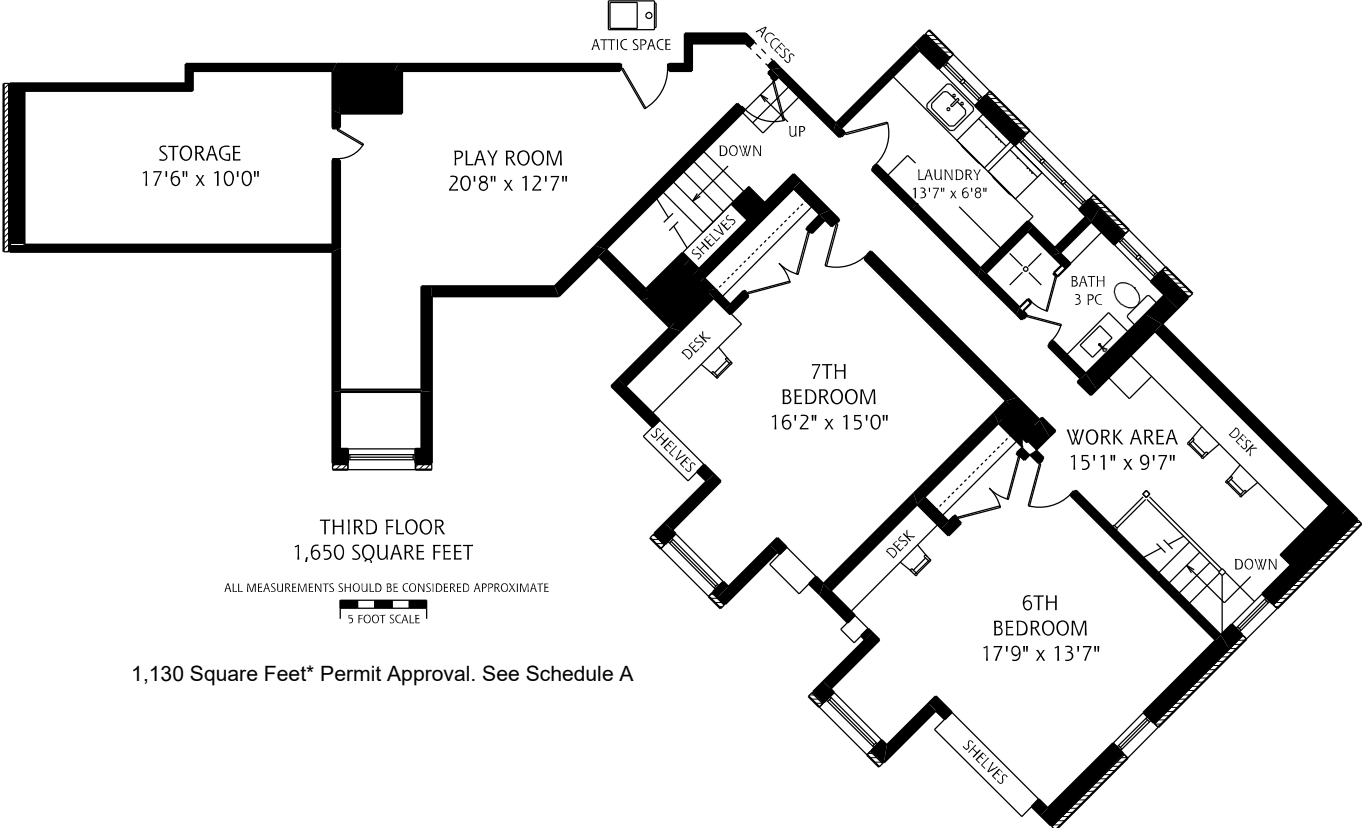 ATTIC SPACE
ACCESS
UP
DOWN
STORAGE
17'6" x 10'0"
PLAY ROOM
20'8" x 12'7"
LAUNDRY
13'7" x 6'8"
SHELVES
BATH
3 PC
DESK
7TH
BEDROOM
16'2" x 15'0"
SHELVES
WORK AREA
15'1" x 9'7"
DESK
DESK
DOWN
THIRD FLOOR
1,650 SQUARE FEET
ALL MEASUREMENTS SHOULD BE CONSIDERED APPROXIMATE
5 FOOT SCALE
6TH
BEDROOM
17'9" x 13'7"
SHELVES
1,130 Square Feet* Permit Approval. See Schedule A